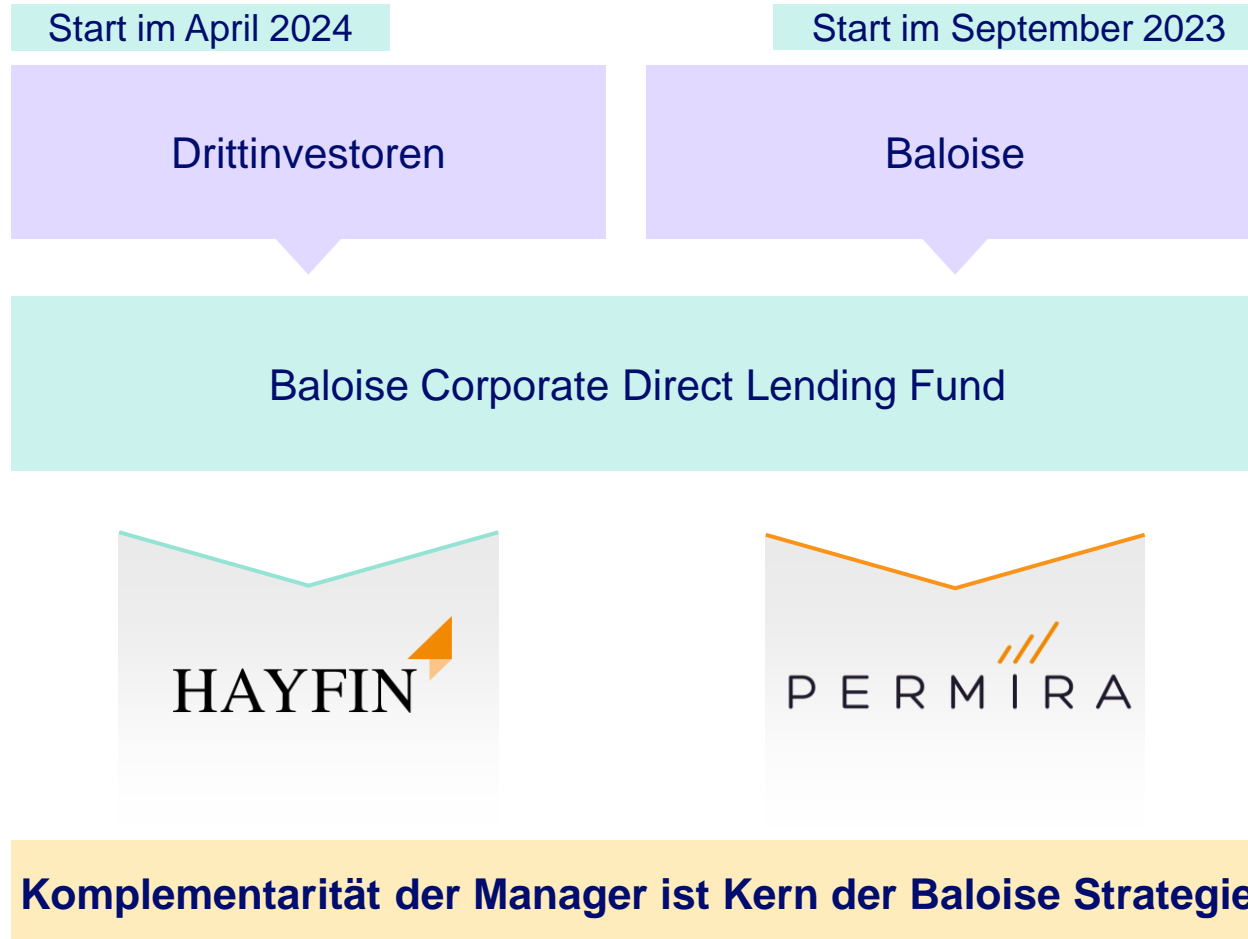 Start im April 2024
Start im September 2023
Drittinvestoren
Baloise
Baloise Corporate Direct Lending Fund
HAYFIN
PERMIRA
Komplementarität der Manager ist Kern der Baloise Strategie